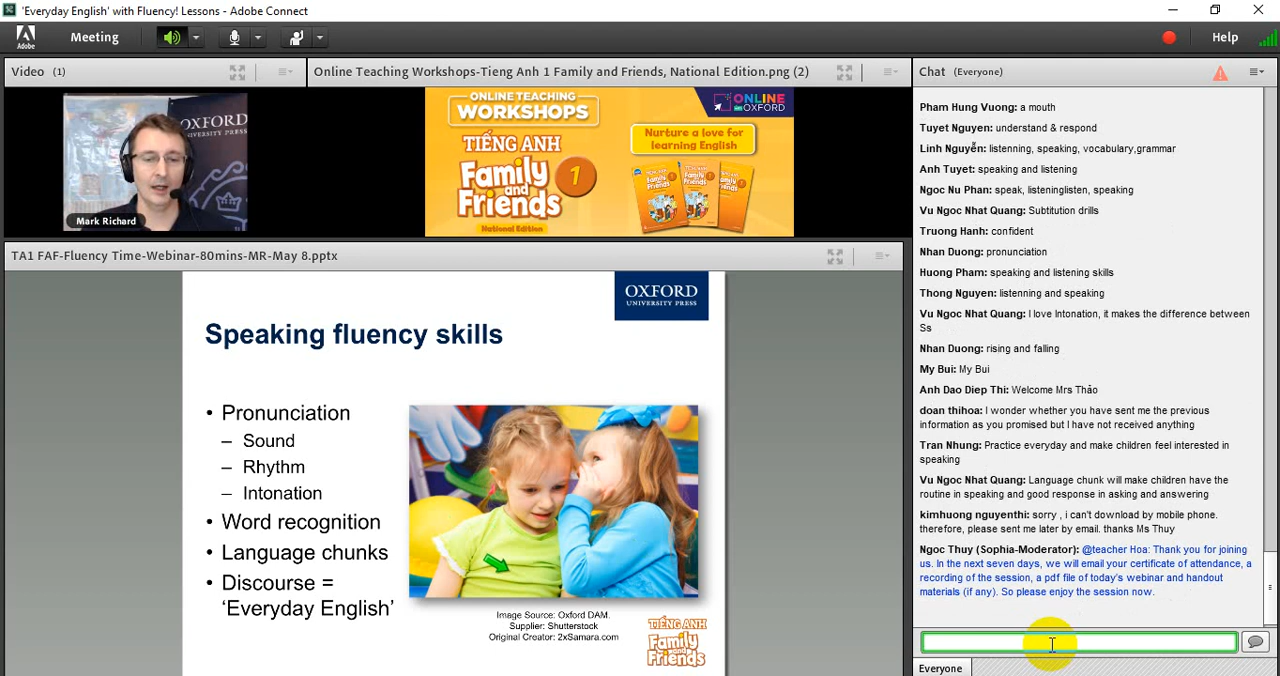 'Everyday English' with Fluency! Lessons - Adobe Connect
Adobe
Meeting
Help
Video (1)
OXFORD
UNIVERSITY PRESS
Mark Richard
Online Teaching Workshops-Tieng Anh 1 Family and Friends, National Edition.png (2)
ONLINE TEACHING
WORKSHOPS
TIẾNG ANH
Family
and
Friends
1
National Edition
ONLINE
OXFORD
Nurture a love for
learning English
TA1 FAF-Fluency Time-Webinar-80mins-MR-May 8.pptx
OXFORD
UNIVERSITY PRESS
Speaking fluency skills
• Pronunciation
– Sound
– Rhythm
– Intonation
• Word recognition
• Language chunks
• Discourse =
'Everyday English'
Image Source: Oxford DAM.
Supplier: Shutterstock
Original Creator: 2xSamara.com
TIẾNG ANH
Family
and
Friends
Chat (Everyone)
Pham Hung Vuong: a mouth
Tuyet Nguyen: understand & respond
Linh Nguyễn: listenning, speaking, vocabulary,grammar
Anh Tuyet: speaking and listening
Ngoc Nu Phan: speak, listeninglisten, speaking
Vu Ngoc Nhat Quang: Subtitution drills
Truong Hanh: confident
Nhan Duong: pronunciation
Huong Pham: speaking and listening skills
Thong Nguyen: listenning and speaking
Vu Ngoc Nhat Quang: I love Intonation, it makes the difference between
Ss
Nhan Duong: rising and falling
My Bui: My Bui
Anh Dao Diep Thi: Welcome Mrs Thảo
doan thihoa: I wonder whether you have sent me the previous
information as you promised but I have not received anything
Tran Nhung: Practice everyday and make children feel interested in
speaking
Vu Ngoc Nhat Quang: Language chunk will make children have the
routine in speaking and good response in asking and answering
kimhuong nguyenthi: sorry , i can't download by mobile phone.
therefore, please sent me later by email. thanks Ms Thuy
Ngoc Thuy (Sophia-Moderator): @teacher Hoa: Thank you for joining
us. In the next seven days, we will email your certificate of attendance, a
recording of the session, a pdf file of today's webinar and handout
materials (if any). So please enjoy the session now.
Everyone